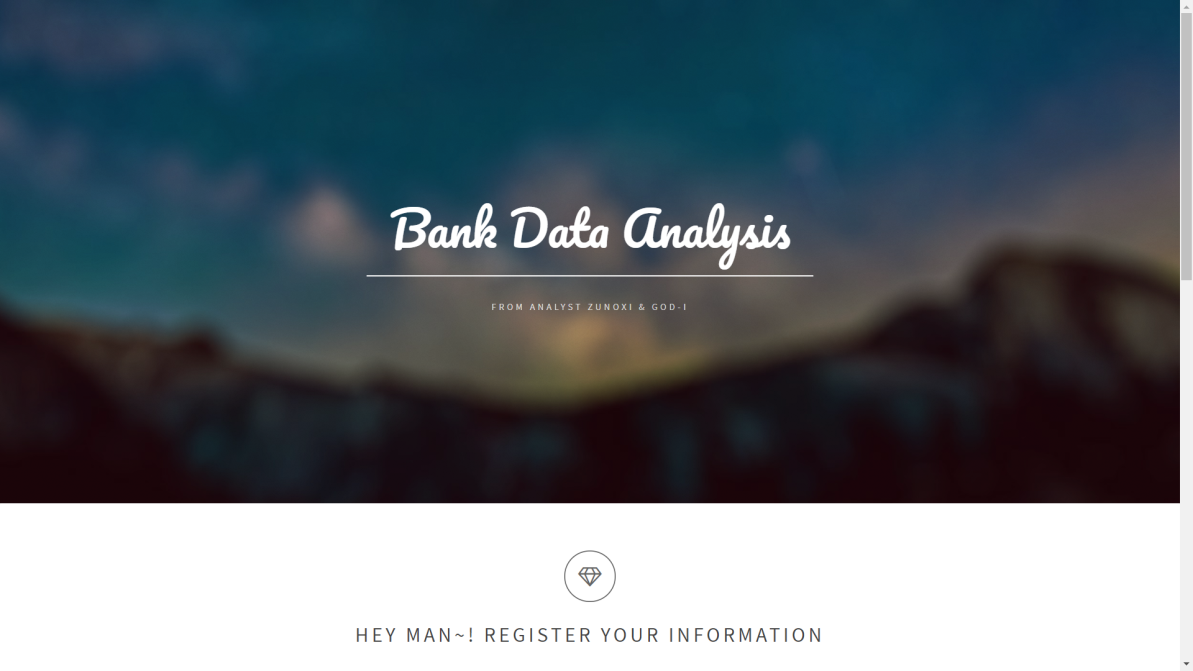 Bank Data Analysis
FROM ANALYST ZUNOXI & GOD-I
HEY MAN~! REGISTER YOUR INFORMATION